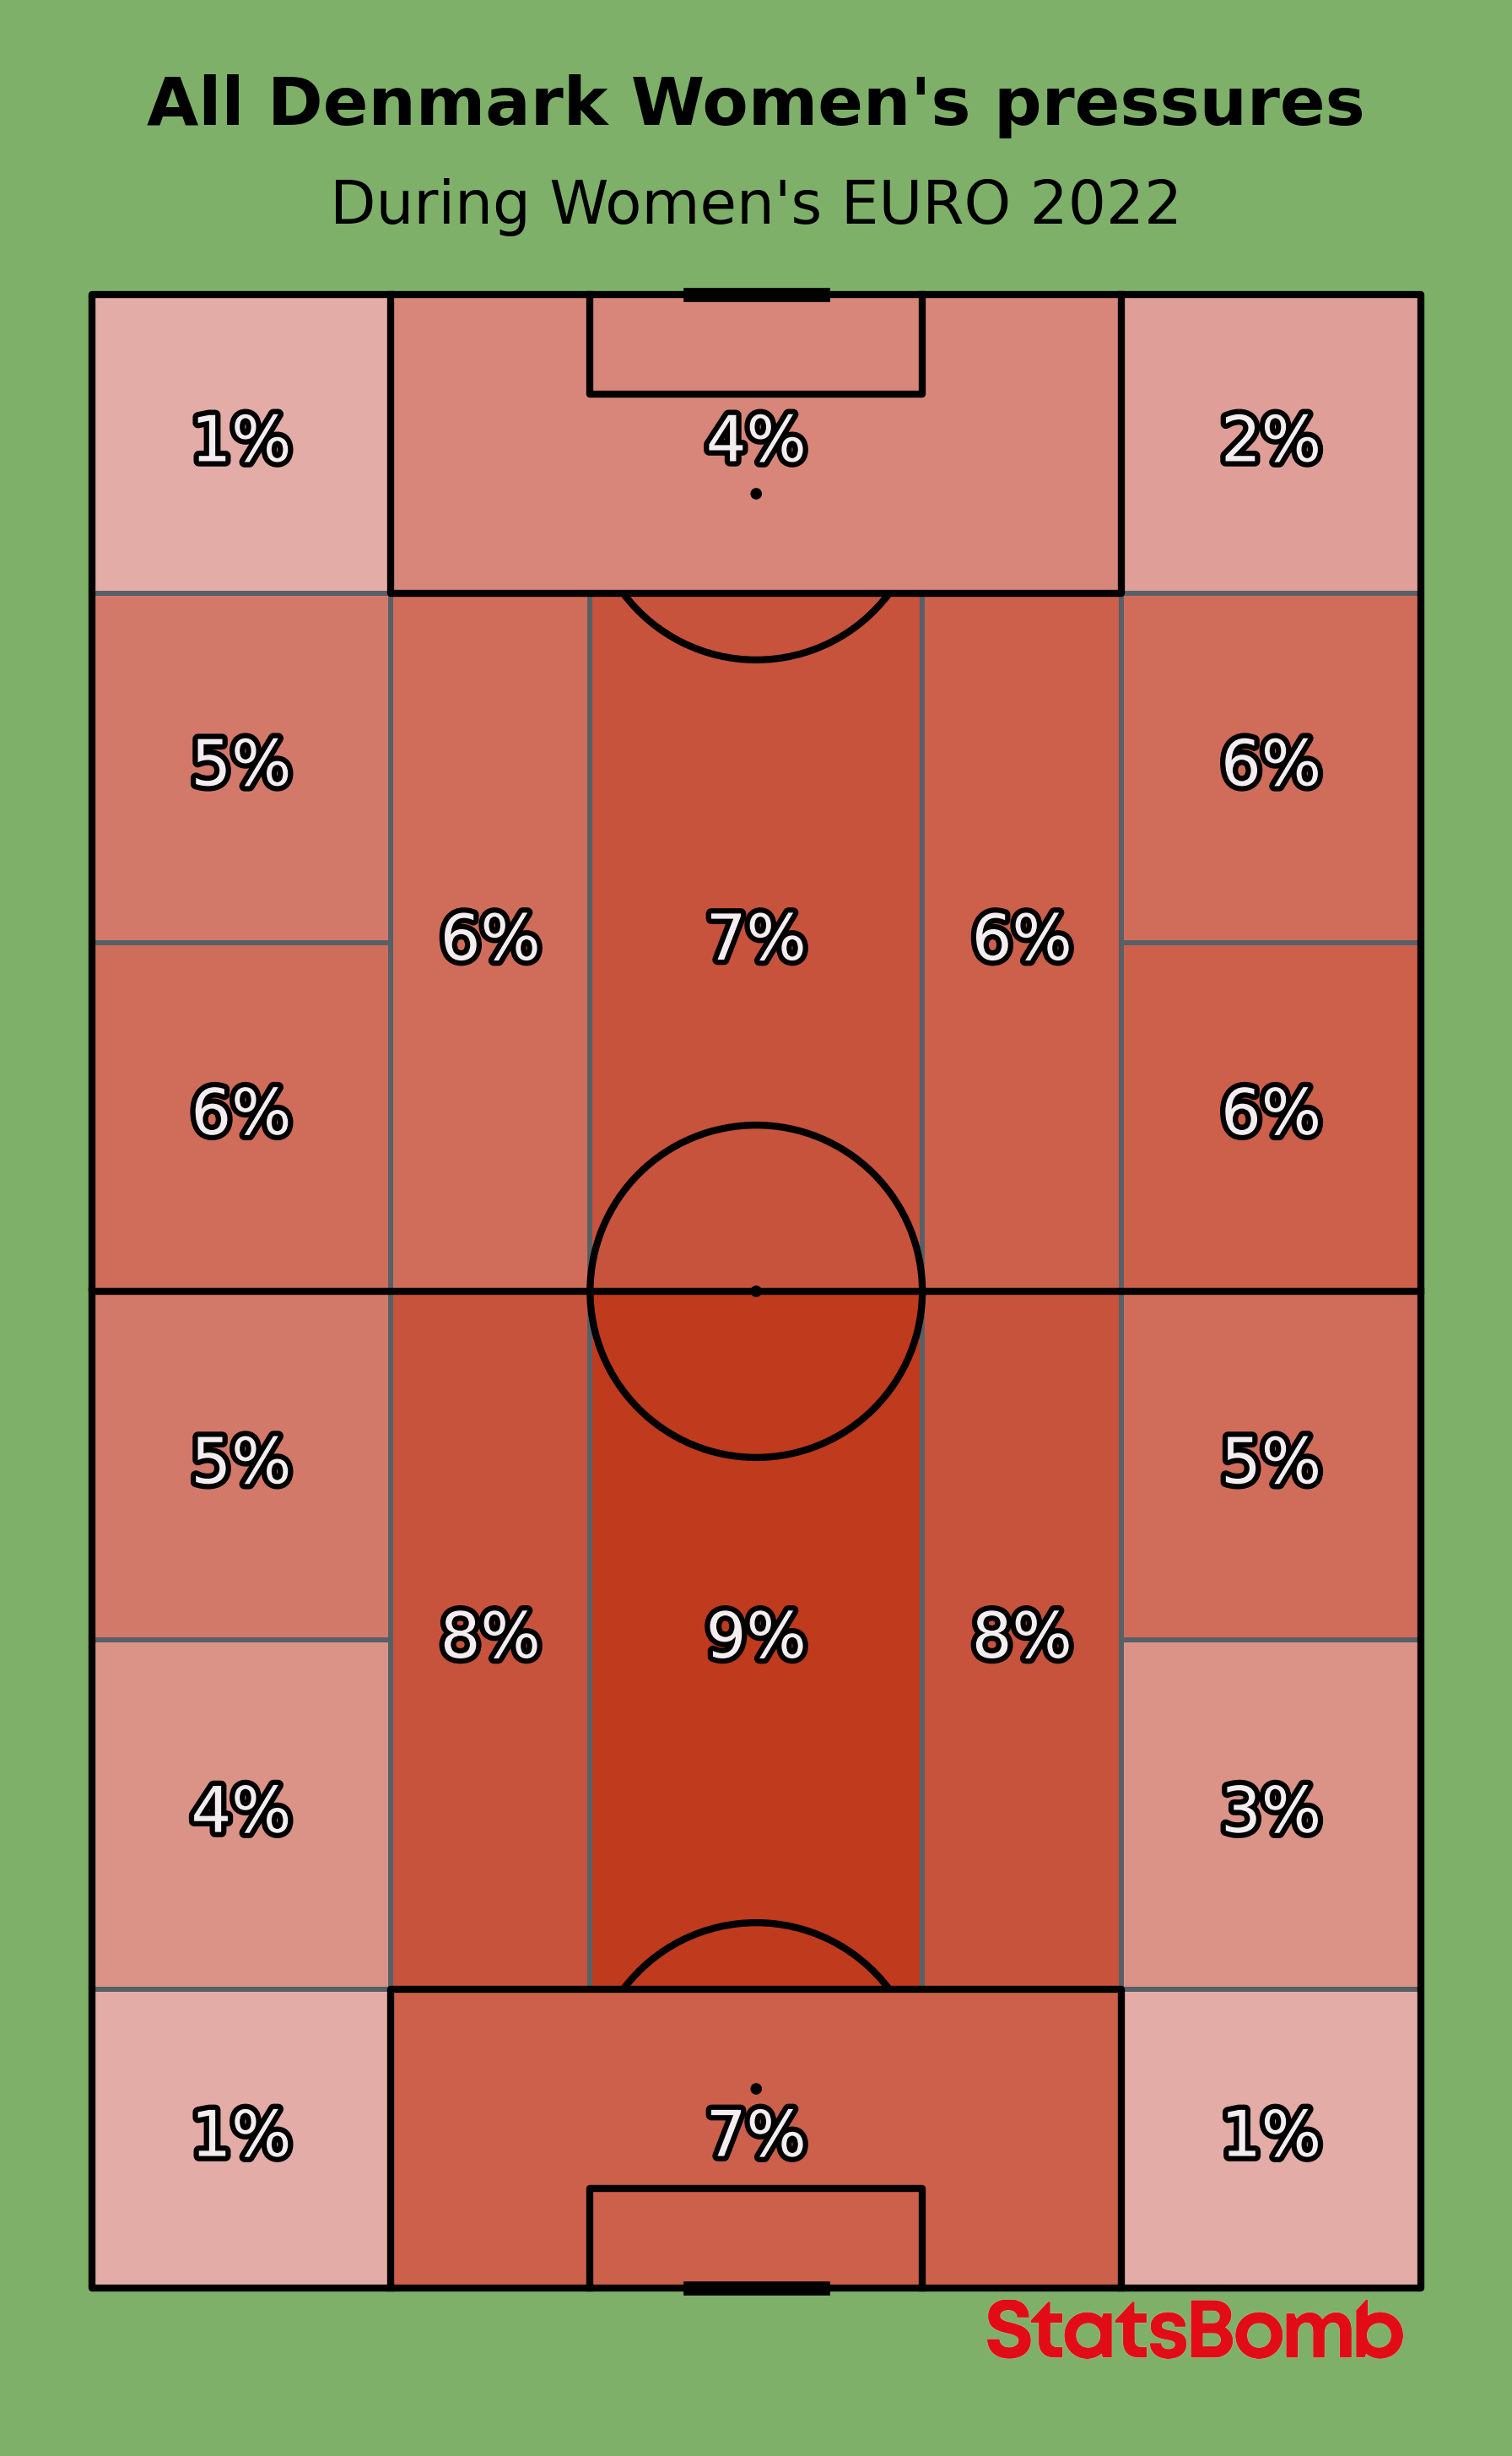 All Denmark Women's pressures
During Women's EURO 2022
1% 4% 2%
5% 6%
6% 7% 6%
6% 6%
5% 5%
8% 9% 8%
4% 3%
1% 7% 1%
StatsBomb